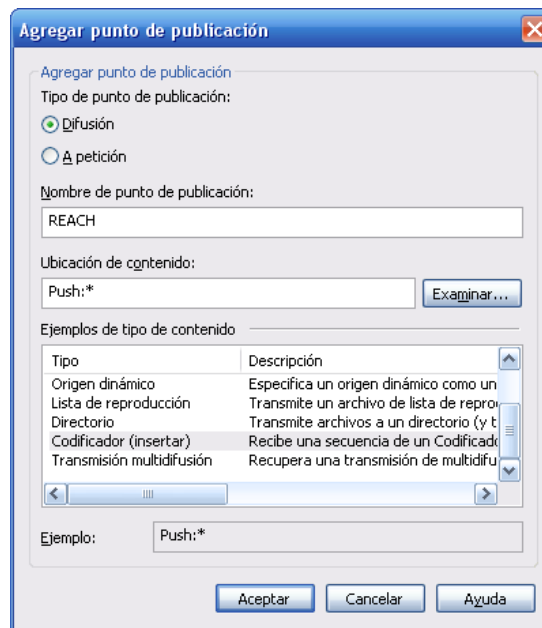 Agregar punto de publicación
Agregar punto de publicación
Tipo de punto de publicación:
Difusión
A petición
Nombre de punto de publicación:
REACH
Ubicación de contenido:
Push:*
Examinar...
Ejemplos de tipo de contenido
Tipo Descripción
Origen dinámico Especifica un origen dinámico como un
Lista de reproducción Transmite un archivo de lista de repro
Directorio Transmite archivos a un directorio (y t
Codificador (insertar) Recibe una secuencia de un Codificado
Transmisión multidifusión Recupera una transmisión de multidifu
Ejemplo: Push:*
Aceptar Cancelar Ayuda